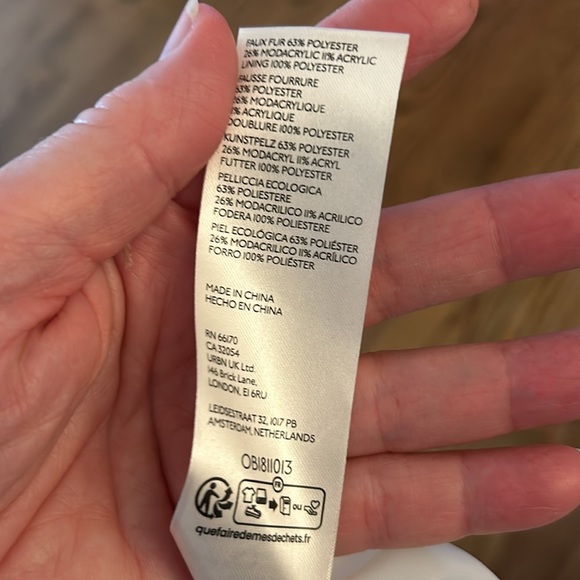 FAUX FUR 63% POLYESTER
26% MODACRYLIC 11% ACRYLIC
LINING 100% POLYESTER
FAUSSE FOURRURE
63% POLYESTER
26% MODACRYLIQUE
% ACRYLIQUE
DOUBLURE 100% POLYESTER
KUNSTPELZ 63% POLYESTER
26% MODACRYL 11% ACRYL
FUTTER 100% POLYESTER
PELLICCIA ECOLOGICA
63% POLIESTERE
26% MODACRILICO 11% ACRILICO
FODERA 100% POLIESTERE
PIEL ECOLÓGICA 63% POLIÉSTER
26% MODACRÍLICO 11% ACRÍLICO
FORRO 100% POLIÉSTER
MADE IN CHINA
HECHO EN CHINA
RN 66170
CA 32054
URBN UK Ltd.
146 Brick Lane,
LONDON, E1 6RU
LEIDSESTRAAT 32, 1017 PB
AMSTERDAM, NETHERLANDS
OB1811013
FR
OU
quefairedemesdechets.fr